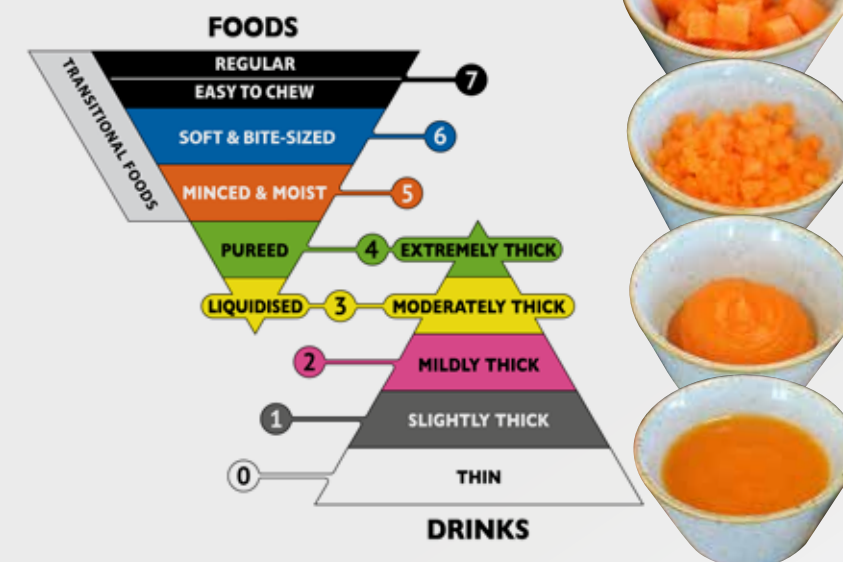 FOODS
TRANSITIONAL FOODS
REGULAR
7
EASY TO CHEW
SOFT & BITE-SIZED
6
MINCED & MOIST
5
PUREED
4
EXTREMELY THICK
LIQUIDISED
3
MODERATELY THICK
2
MILDLY THICK
1
SLIGHTLY THICK
0
THIN
DRINKS